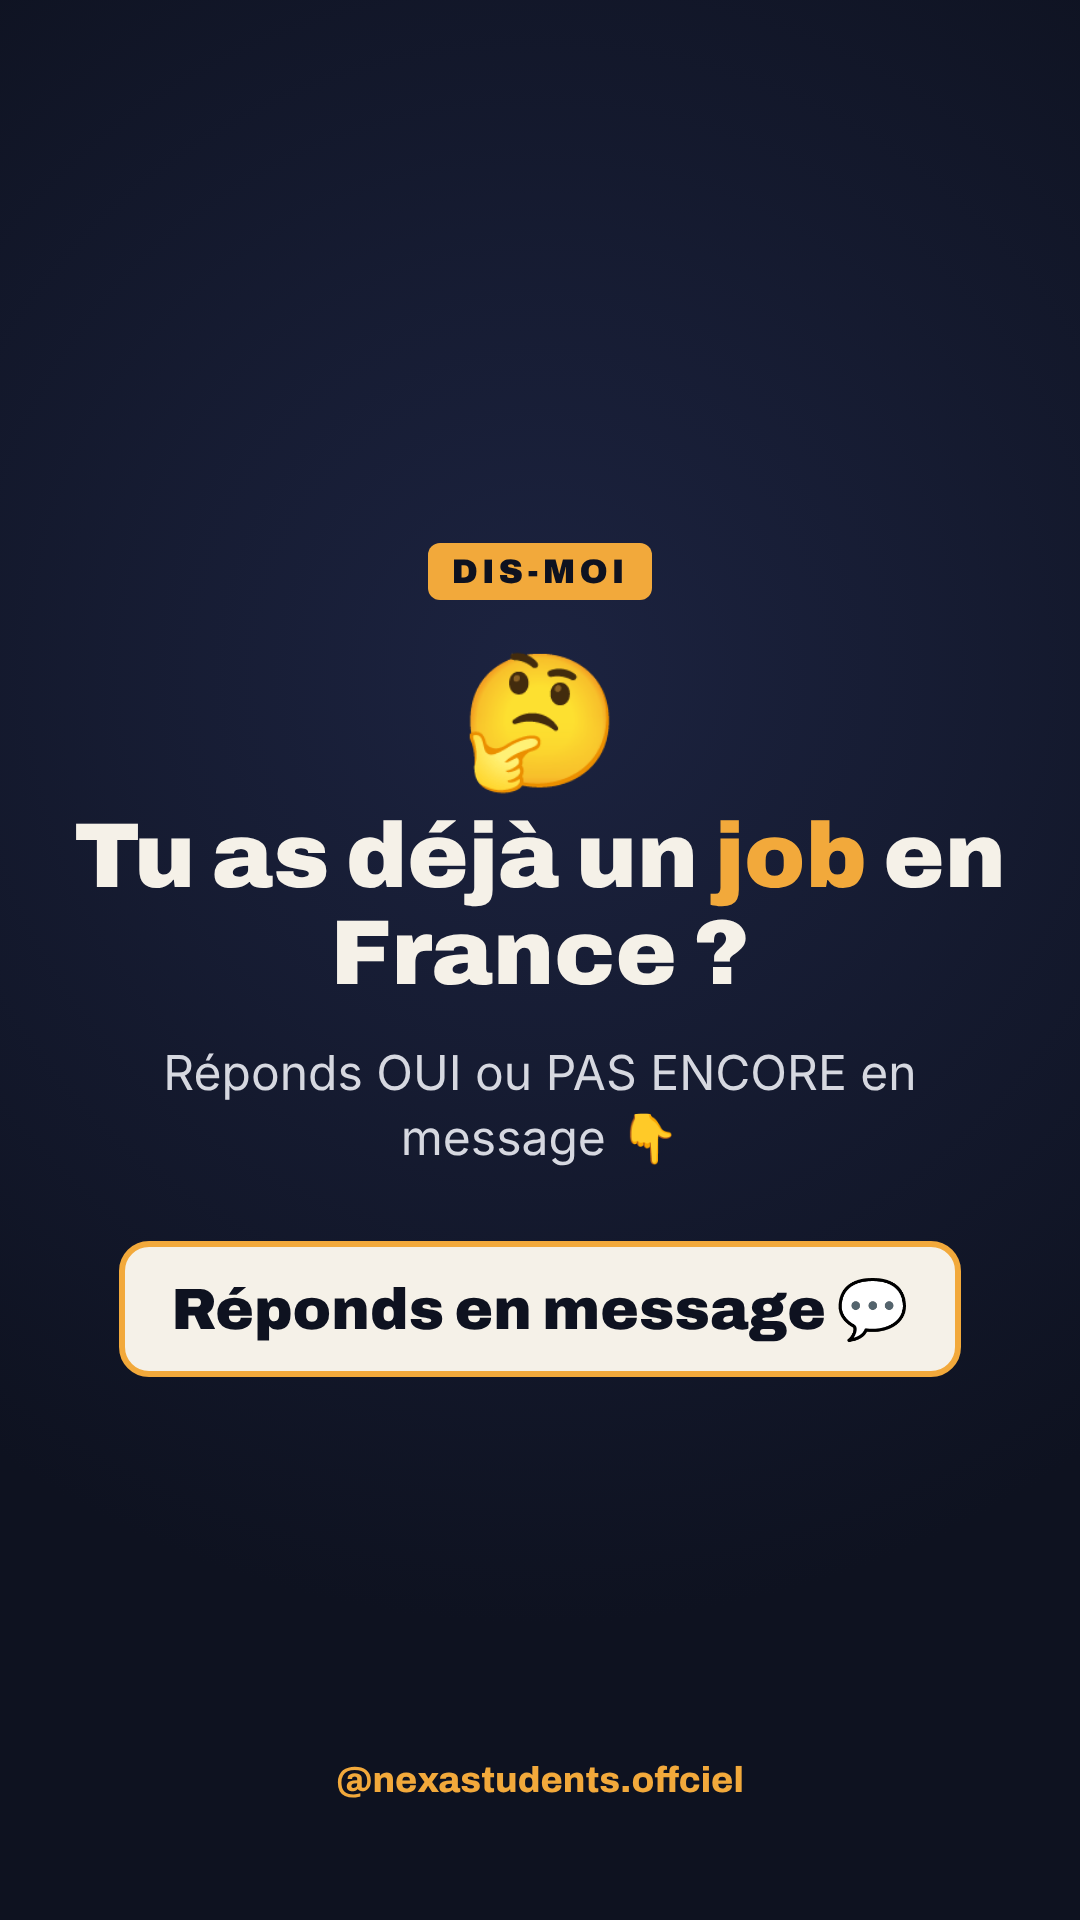 DIS-MOI
🤔
Tu as déjà un job en
France ?
Réponds OUI ou PAS ENCORE en
message 👇
Réponds en message 💬
@nexastudents.offciel